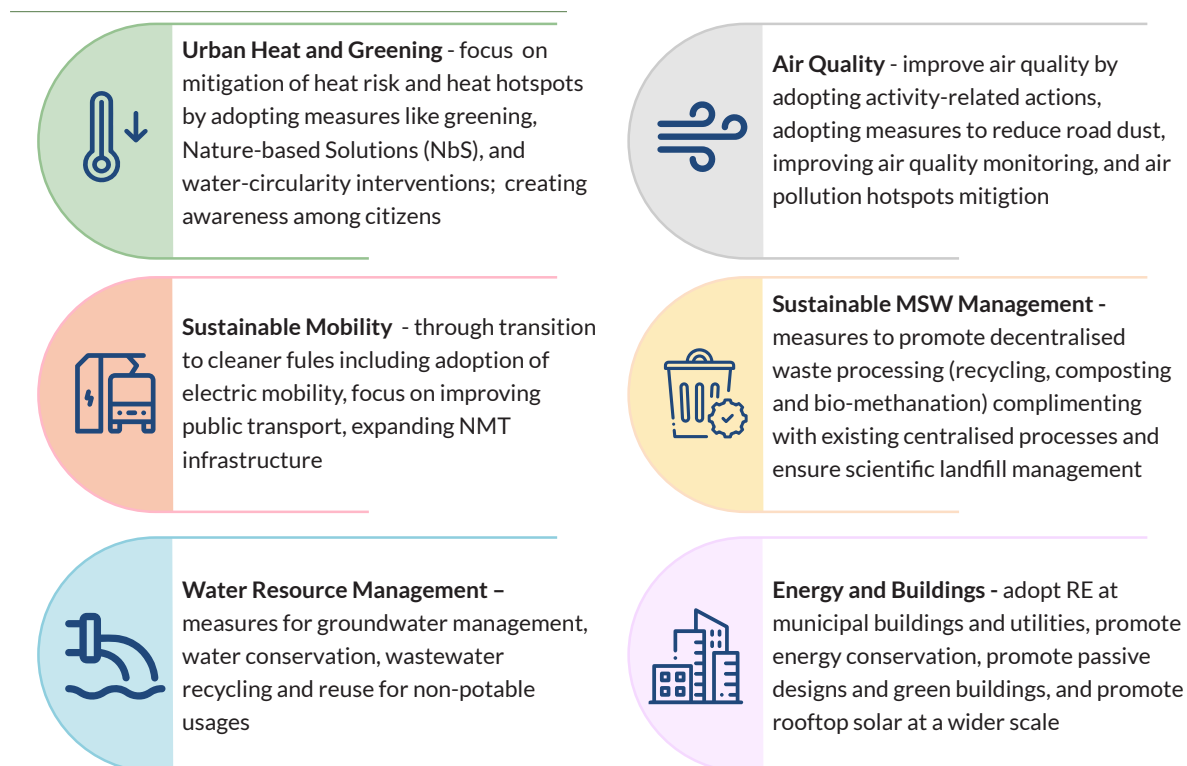 Urban Heat and Greening - focus on
mitigation of heat risk and heat hotspots
by adopting measures like greening,
Nature-based Solutions (NbS), and
water-circularity interventions; creating
awareness among citizens
Air Quality - improve air quality by
adopting activity-related actions,
adopting measures to reduce road dust,
improving air quality monitoring, and air
pollution hotspots mitigtion
Sustainable Mobility - through transition
to cleaner fules including adoption of
electric mobility, focus on improving
public transport, expanding NMT
infrastructure
Sustainable MSW Management -
measures to promote decentralised
waste processing (recycling, composting
and bio-methanation) complimenting
with existing centralised processes and
ensure scientific landfill management
Water Resource Management –
measures for groundwater management,
water conservation, wastewater
recycling and reuse for non-potable
usages
Energy and Buildings - adopt RE at
municipal buildings and utilities, promote
energy conservation, promote passive
designs and green buildings, and promote
rooftop solar at a wider scale